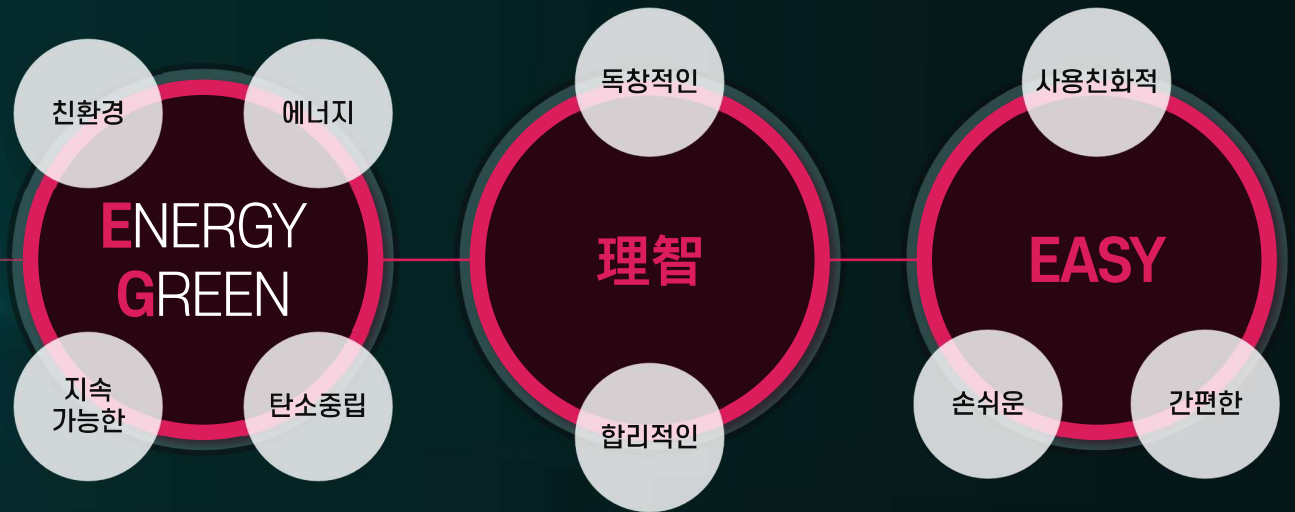 친환경
에너지
ENERGY
GREEN
지속
가능한
탄소중립
독창적인
理智
합리적인
사용친화적
EASY
손쉬운
간편한